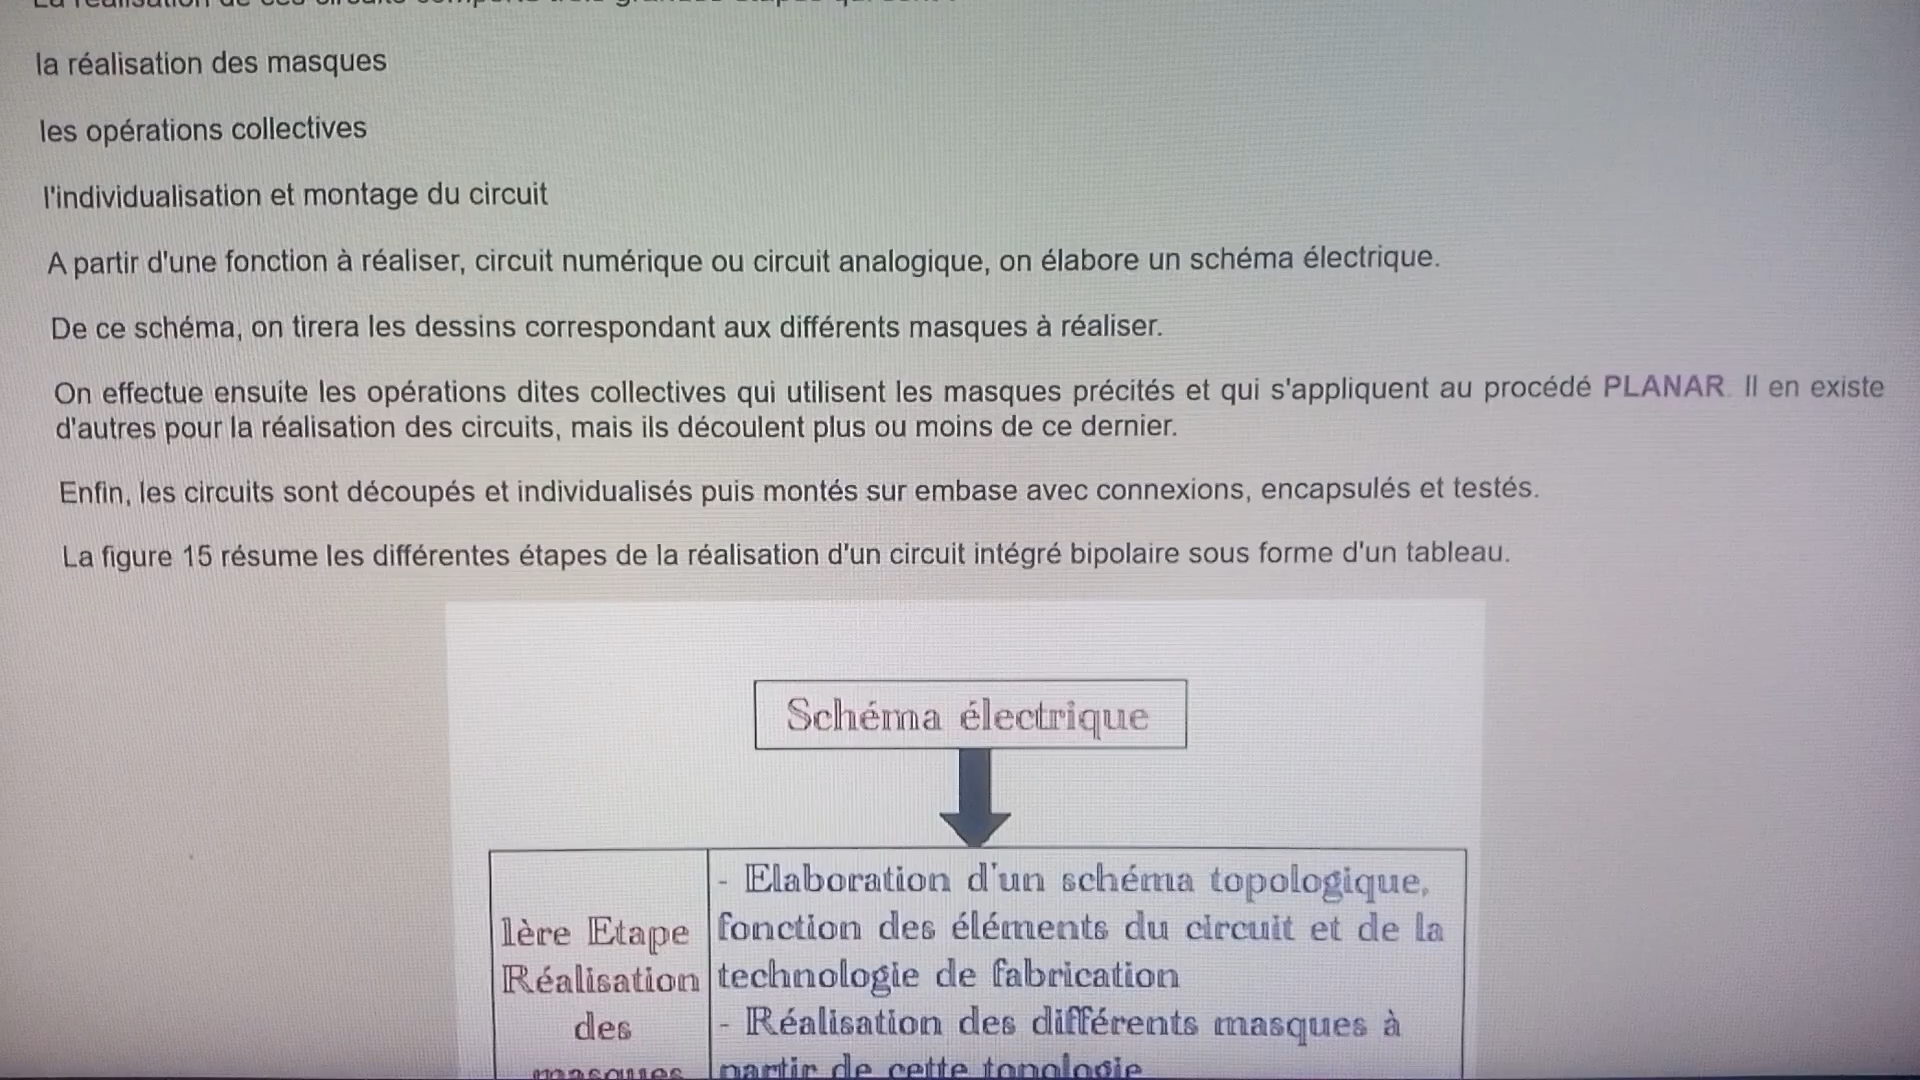 la réalisation des masques
les opérations collectives
l'individualisation et montage du circuit
A partir d'une fonction à réaliser, circuit numérique ou circuit analogique, on élabore un schéma électrique.
De ce schéma, on tirera les dessins correspondant aux différents masques à réaliser.
On effectue ensuite les opérations dites collectives qui utilisent les masques précités et qui s'appliquent au procédé PLANAR. Il en existe
d'autres pour la réalisation des circuits, mais ils découlent plus ou moins de ce dernier.
Enfin, les circuits sont découpés et individualisés puis montés sur embase avec connexions, encapsulés et testés.
La figure 15 résume les différentes étapes de la réalisation d'un circuit intégré bipolaire sous forme d'un tableau.
Schéma électrique
1ère Etape
Réalisation
des
masques
- Elaboration d'un schéma topologique,
fonction des éléments du circuit et de la
technologie de fabrication
- Réalisation des différents masques à
partir de cette topologie